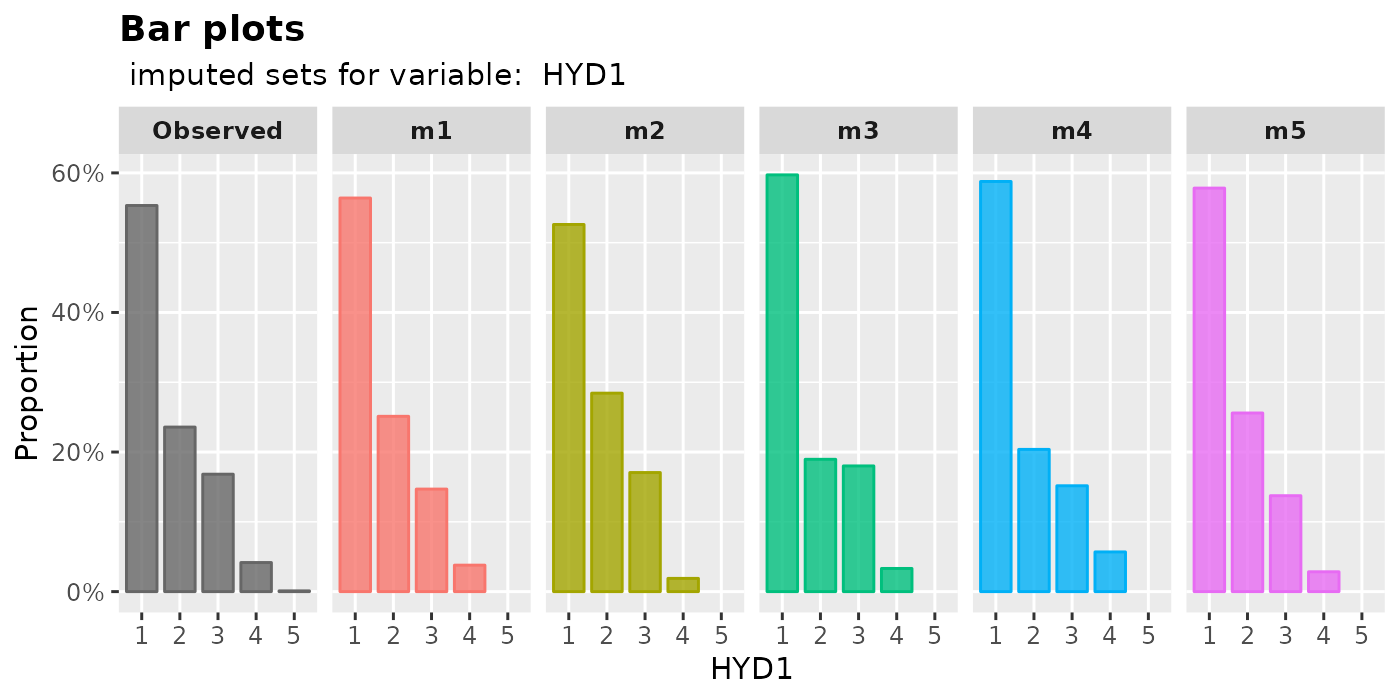 Bar plots
imputed sets for variable:  HYD1
Observed m1 m2 m3 m4 m5
60%
40%
20%
0%
Proportion
1 2 3 4 5 1 2 3 4 5 1 2 3 4 5 1 2 3 4 5 1 2 3 4 5 1 2 3 4 5
HYD1